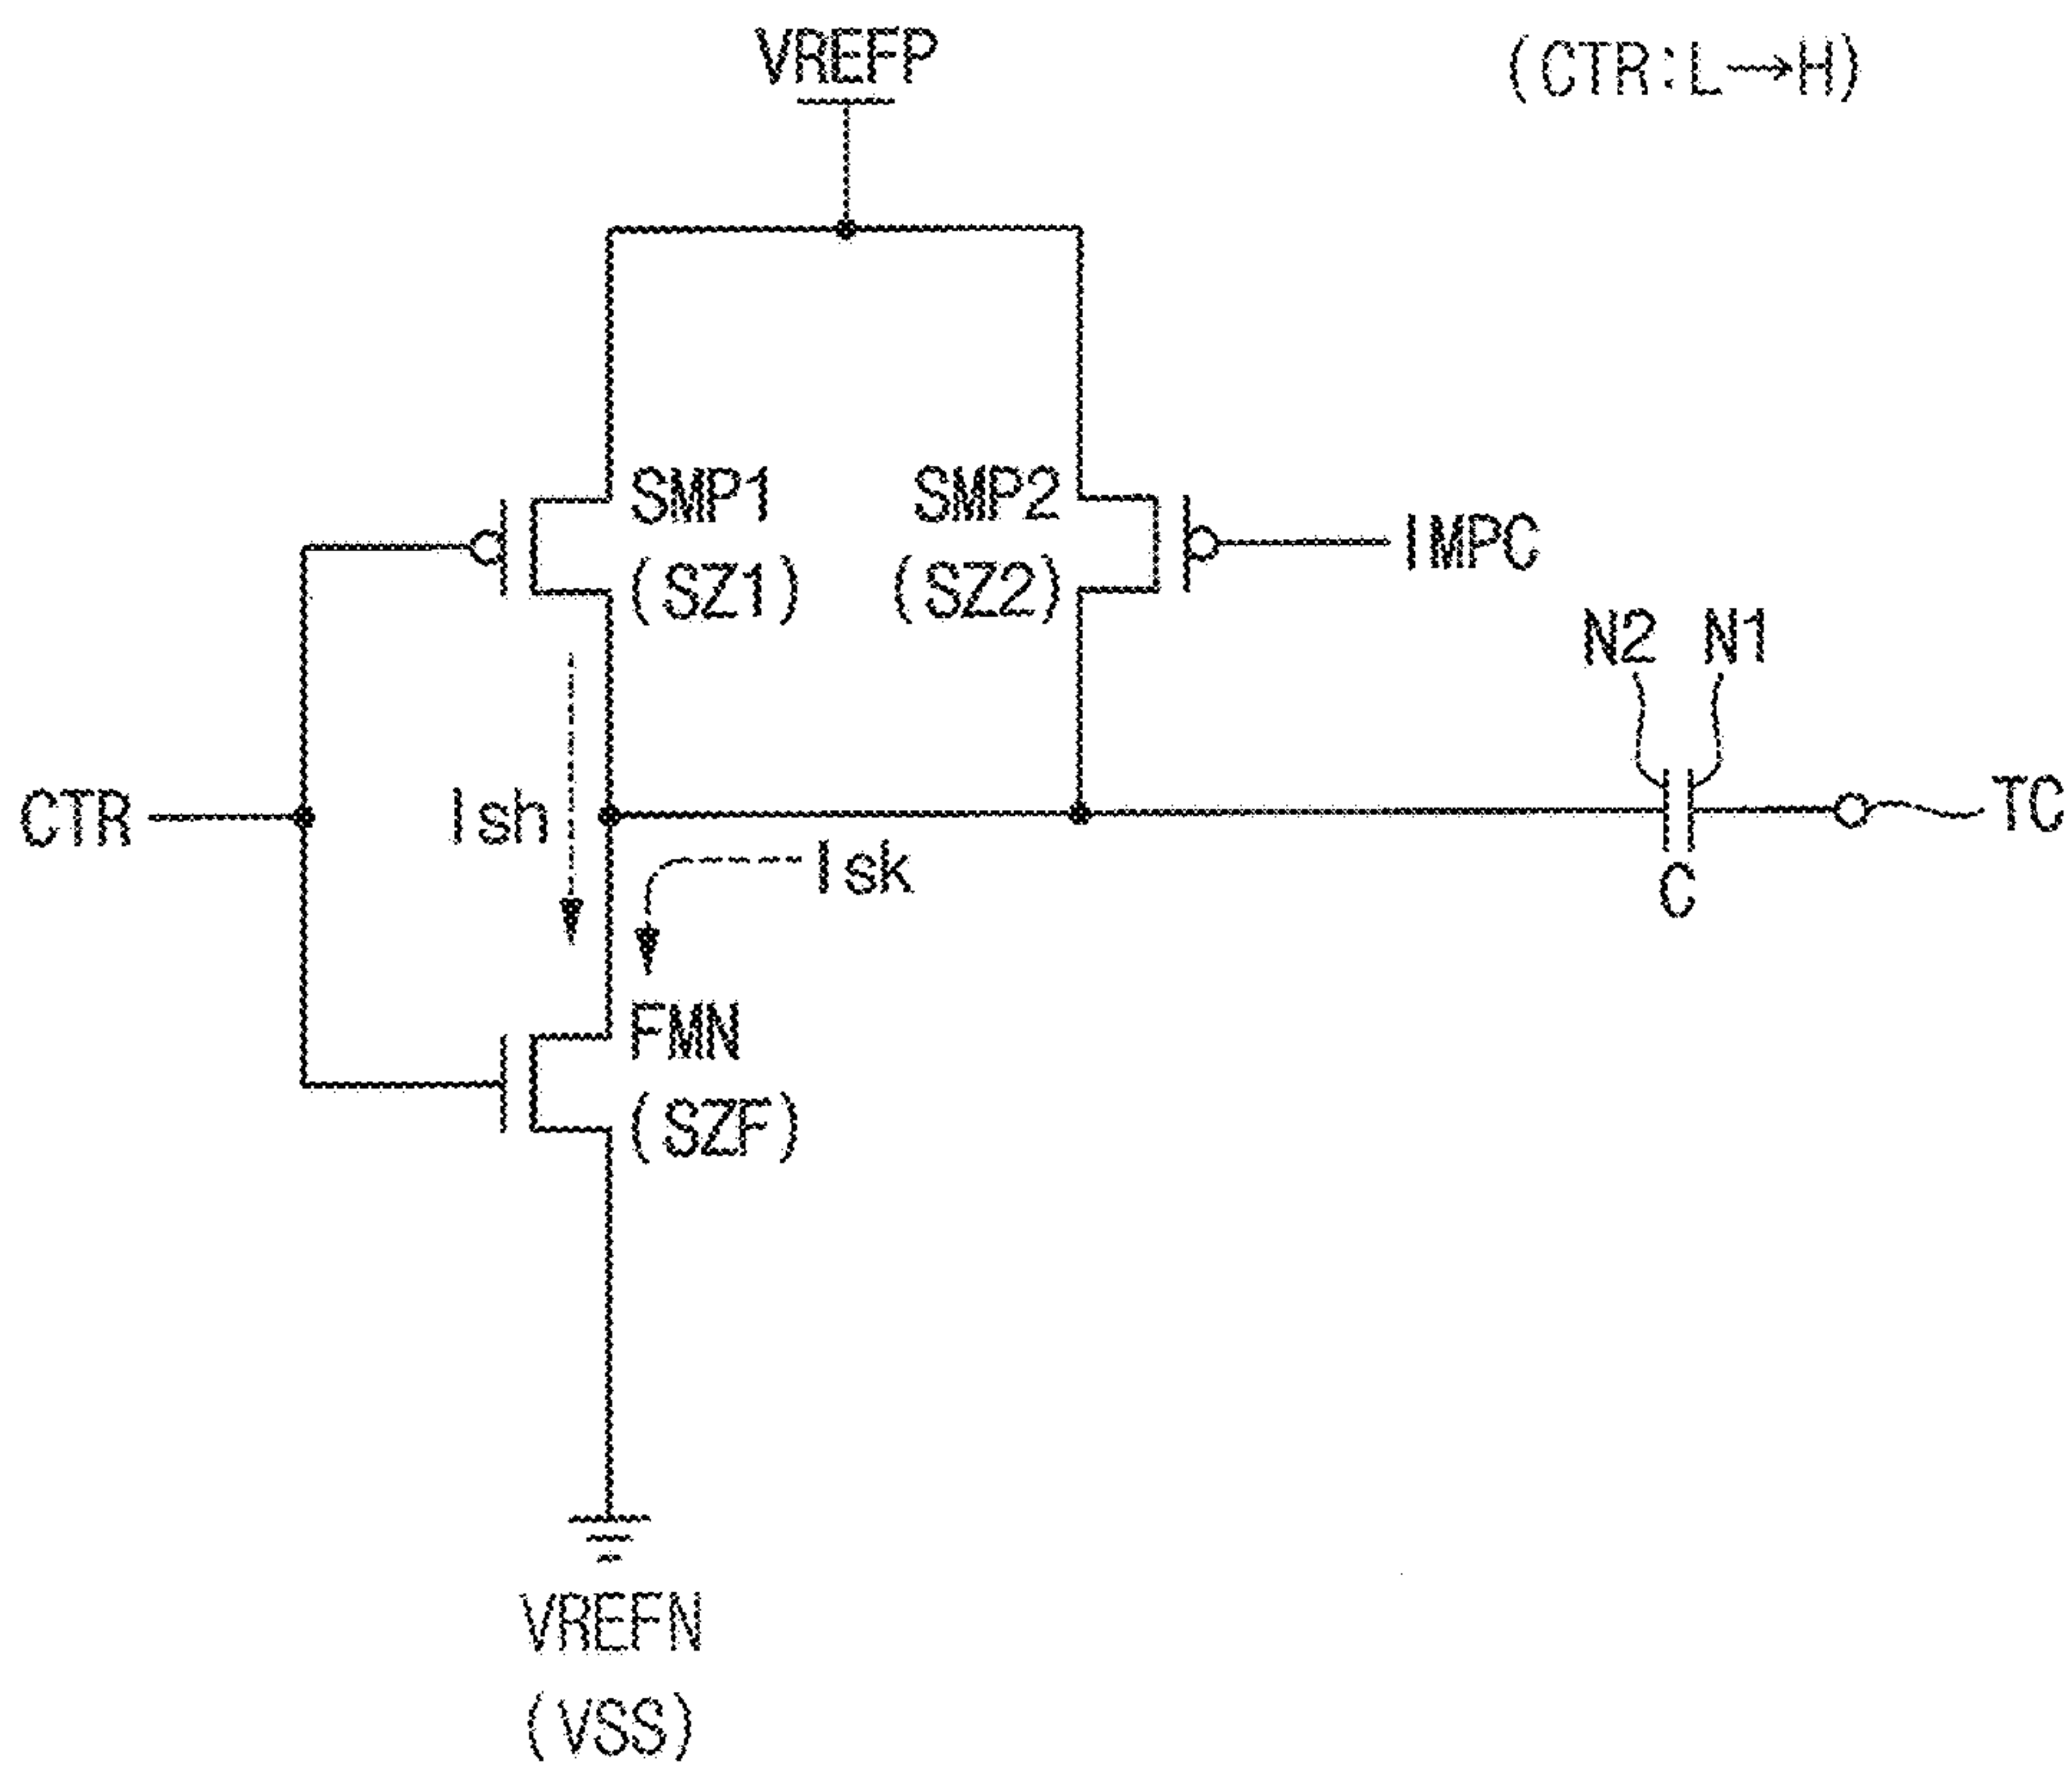 VREFP
(CTR:L→H)
SMP1
(SZ1)
SMP2
(SZ2)
IMPC
N2
N1
CTR
Ish
Isk
TC
C
FMN
(SZF)
VREFN
(VSS)